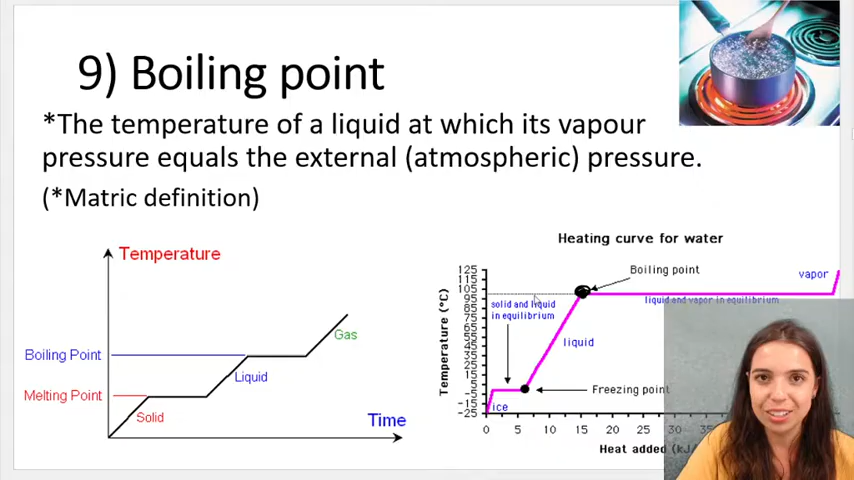 9) Boiling point
*The temperature of a liquid at which its vapour
pressure equals the external (atmospheric) pressure.
(*Matric definition)
Temperature
Boiling Point
Melting Point
Solid
Liquid
Gas
Time
Heating curve for water
Temperature (°C)
125
115
105
95
85
75
65
55
45
35
25
15
5
-5
-15
-25
0
5
10
15
20
25
30
35
Boiling point
vapor
solid and liquid
in equilibrium
liquid and vapor in equilibrium
liquid
Freezing point
ice
Heat added (kJ/